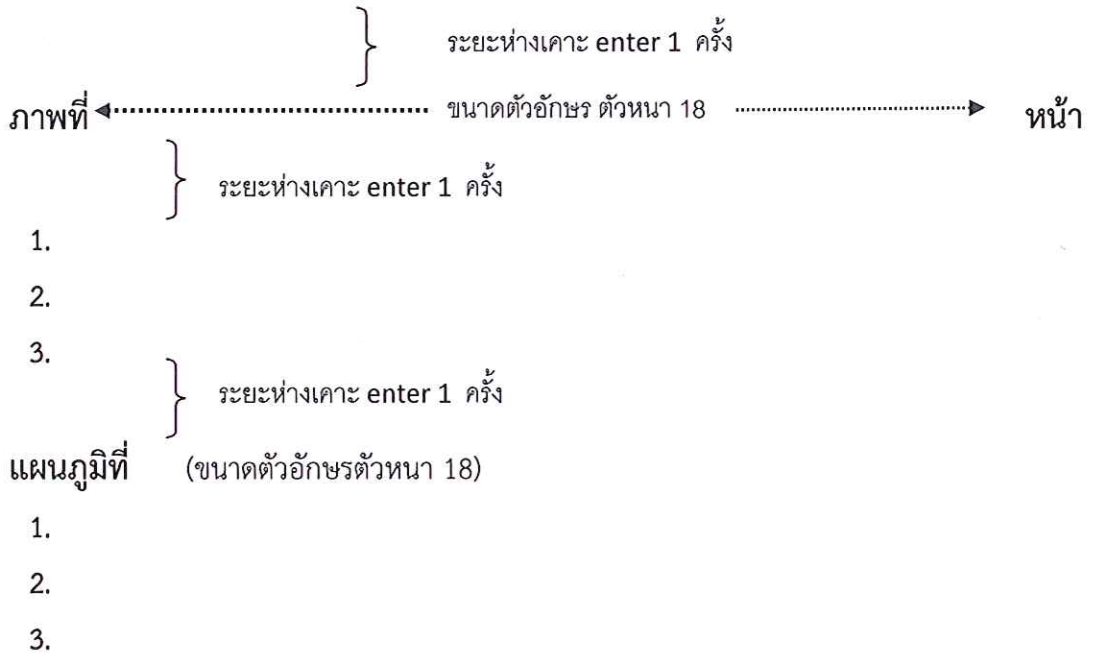 ระยะห่างเคาะ enter 1 ครั้ง
ภาพที่ ขนาดตัวอักษร ตัวหนา 18 หน้า
ระยะห่างเคาะ enter 1 ครั้ง
1.
2.
3.
ระยะห่างเคาะ enter 1 ครั้ง
แผนภูมิที่ (ขนาดตัวอักษรตัวหนา 18)
1.
2.
3.